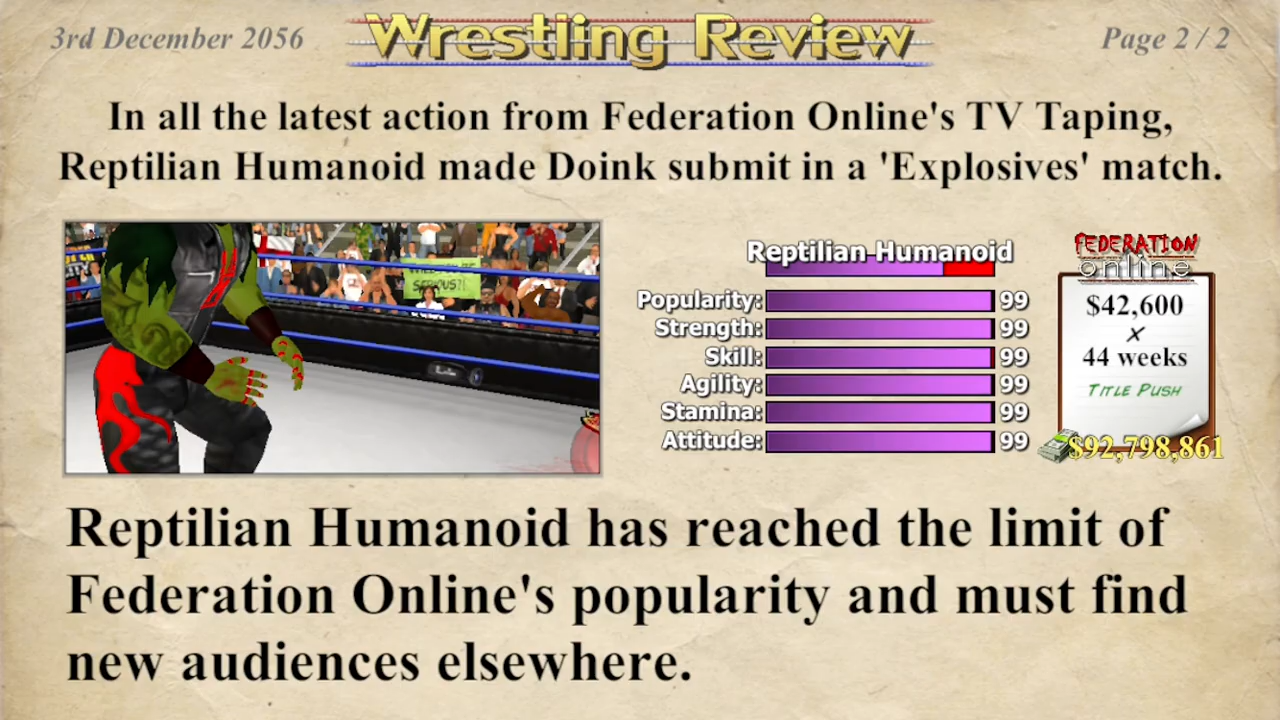 3rd December 2056
Wrestling Review
Page 2 / 2
In all the latest action from Federation Online's TV Taping,
Reptilian Humanoid made Doink submit in a 'Explosives' match.
Reptilian Humanoid
Popularity: 99
Strength: 99
Skill: 99
Agility: 99
Stamina: 99
Attitude: 99
FEDERATION
online
$42,600
×
44 weeks
TITLE PUSH
$92,798,861
SERIOUS?!
Reptilian Humanoid has reached the limit of
Federation Online's popularity and must find
new audiences elsewhere.